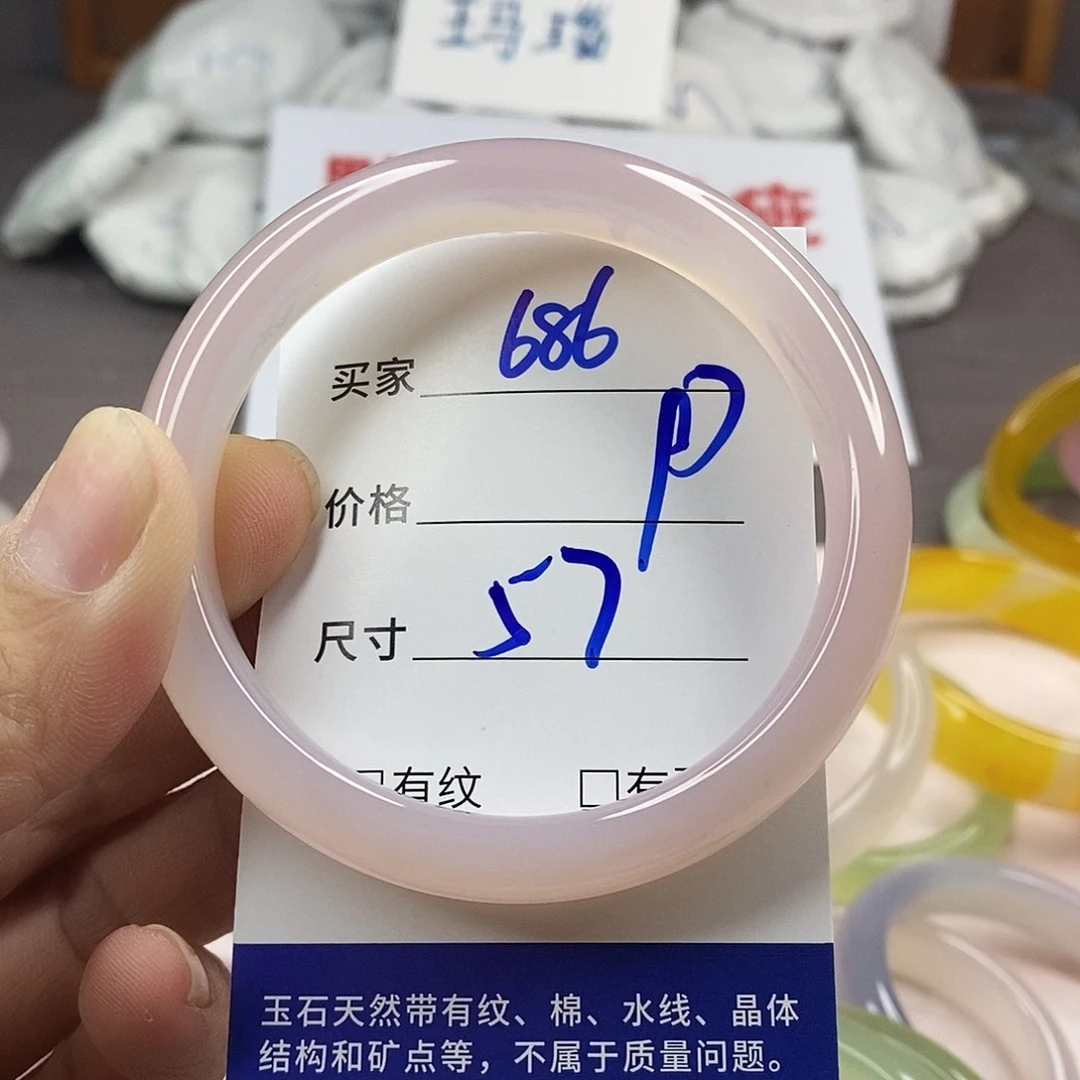 玛瑙
买家 686
P
价格
尺寸 57
有纹 □有
玉石天然带有纹、棉、水线、晶体
结构和矿点等，不属于质量问题。